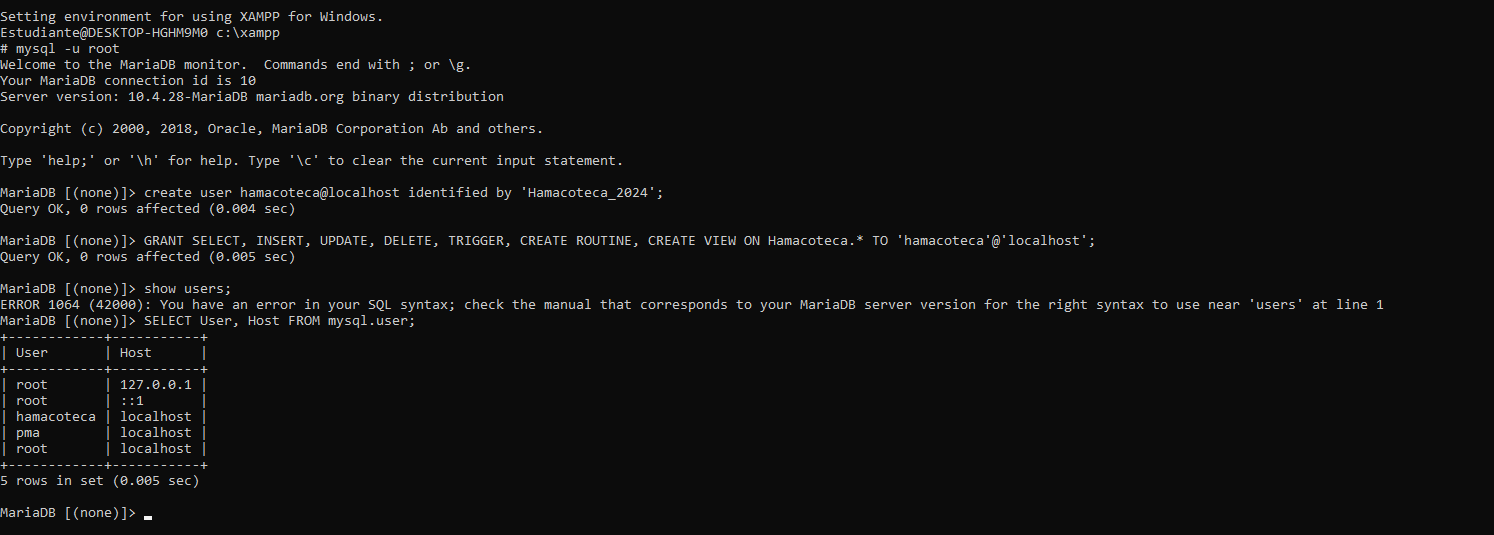 Setting environment for using XAMPP for Windows.
Estudiante@DESKTOP-HGHM9M0 c:\xampp
# mysql -u root
Welcome to the MariaDB monitor.  Commands end with ; or \g.
Your MariaDB connection id is 10
Server version: 10.4.28-MariaDB mariadb.org binary distribution

Copyright (c) 2000, 2018, Oracle, MariaDB Corporation Ab and others.

Type 'help;' or '\h' for help. Type '\c' to clear the current input statement.

MariaDB [(none)]> create user hamacoteca@localhost identified by 'Hamacoteca_2024';
Query OK, 0 rows affected (0.004 sec)

MariaDB [(none)]> GRANT SELECT, INSERT, UPDATE, DELETE, TRIGGER, CREATE ROUTINE, CREATE VIEW ON Hamacoteca.* TO 'hamacoteca'@'localhost';
Query OK, 0 rows affected (0.005 sec)

MariaDB [(none)]> show users;
ERROR 1064 (42000): You have an error in your SQL syntax; check the manual that corresponds to your MariaDB server version for the right syntax to use near 'users' at line 1
MariaDB [(none)]> SELECT User, Host FROM mysql.user;
+------------+-----------+
| User       | Host      |
+------------+-----------+
| root       | 127.0.0.1 |
| root       | ::1       |
| hamacoteca | localhost |
| pma        | localhost |
| root       | localhost |
+------------+-----------+
5 rows in set (0.005 sec)

MariaDB [(none)]>